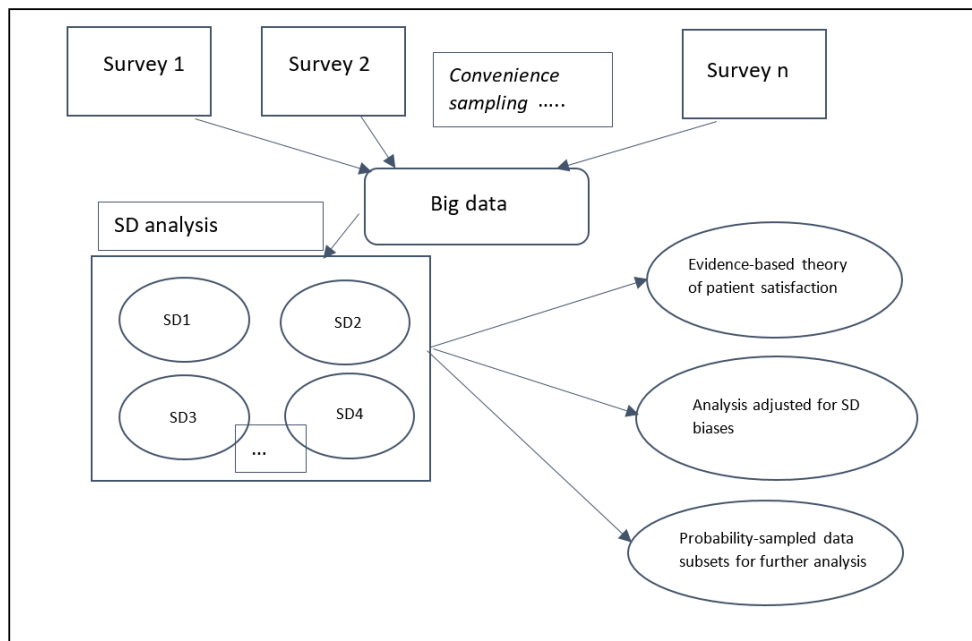 Survey 1
Survey 2
Convenience
sampling .....
Survey n
Big data
SD analysis
SD1
SD2
SD3
SD4
...
Evidence-based theory
of patient satisfaction
Analysis adjusted for SD
biases
Probability-sampled data
subsets for further analysis